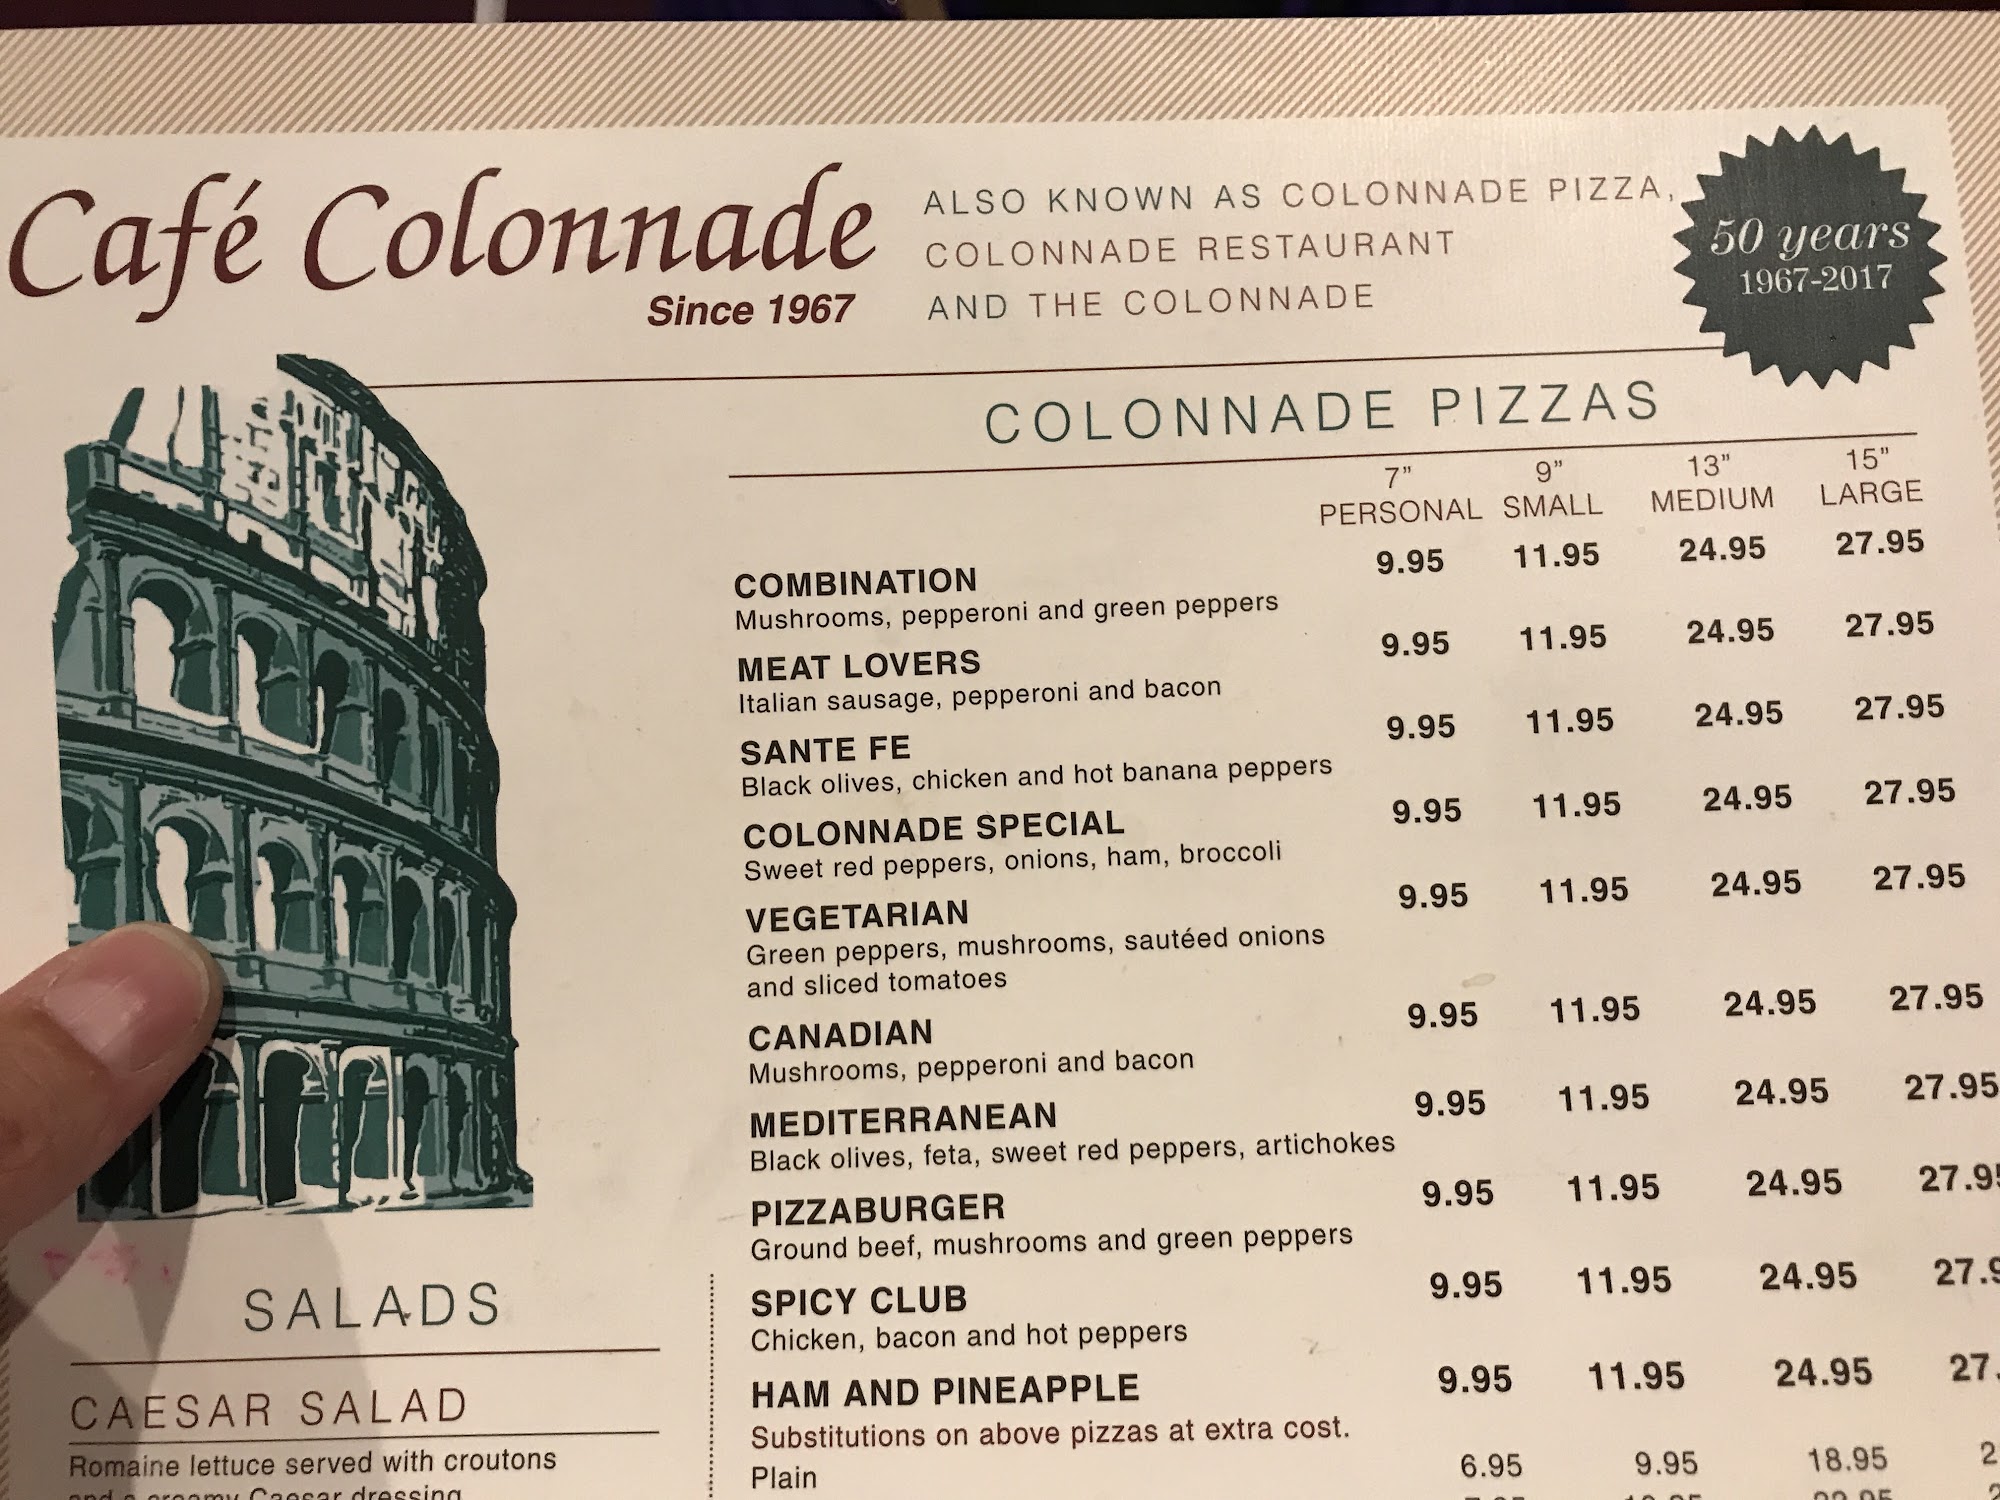 Café Colonnade
Since 1967
ALSO KNOWN AS COLONNADE PIZZA,
COLONNADE RESTAURANT
AND THE COLONNADE
50 years
1967-2017
COLONNADE PIZZAS
7" 9" 13" 15"
PERSONAL SMALL MEDIUM LARGE
COMBINATION 9.95 11.95 24.95 27.95
Mushrooms, pepperoni and green peppers
MEAT LOVERS 9.95 11.95 24.95 27.95
Italian sausage, pepperoni and bacon
SANTE FE 9.95 11.95 24.95 27.95
Black olives, chicken and hot banana peppers
COLONNADE SPECIAL 9.95 11.95 24.95 27.95
Sweet red peppers, onions, ham, broccoli
VEGETARIAN 9.95 11.95 24.95 27.95
Green peppers, mushrooms, sautéed onions
and sliced tomatoes
CANADIAN 9.95 11.95 24.95 27.95
Mushrooms, pepperoni and bacon
MEDITERRANEAN 9.95 11.95 24.95 27.95
Black olives, feta, sweet red peppers, artichokes
PIZZABURGER 9.95 11.95 24.95 27.95
Ground beef, mushrooms and green peppers
SPICY CLUB 9.95 11.95 24.95 27.9
Chicken, bacon and hot peppers
HAM AND PINEAPPLE 9.95 11.95 24.95 27.
Substitutions on above pizzas at extra cost.
Plain 6.95 9.95 18.95 2
SALADS
CAESAR SALAD
Romaine lettuce served with croutons
and a creamy Caesar dressing